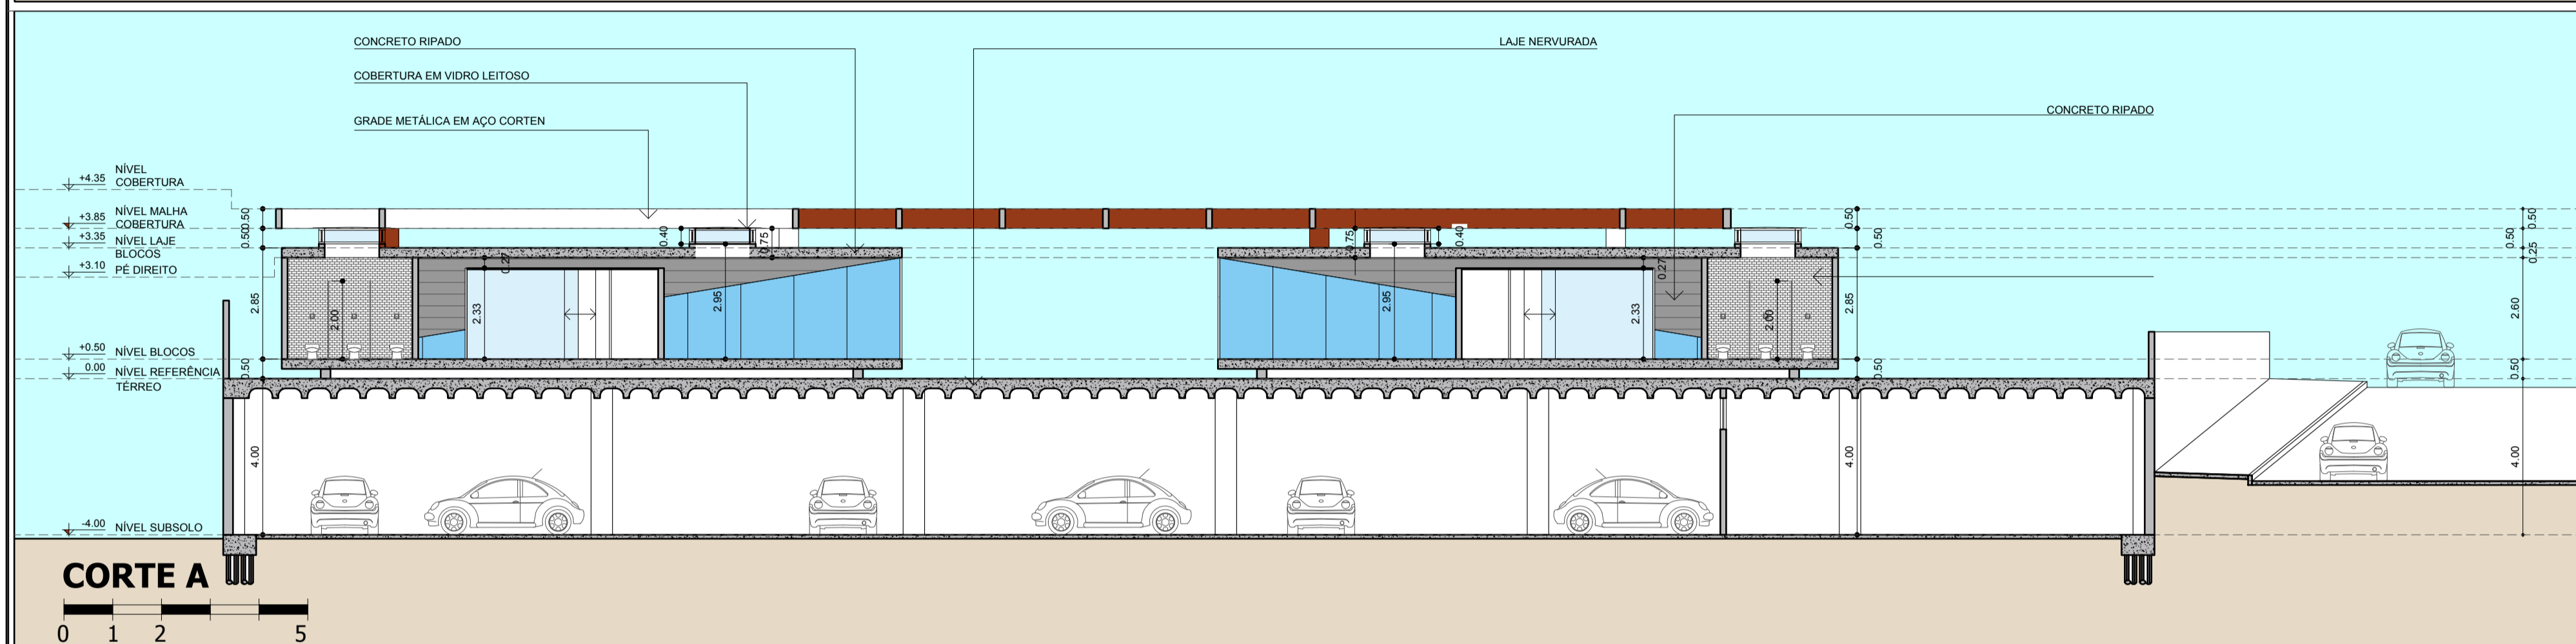 CONCRETO RIPADO
LAJE NERVURADA
COBERTURA EM VIDRO LEITOSO
CONCRETO RIPADO
GRADE METÁLICA EM AÇO CORTEN
+4.35 NÍVEL
COBERTURA
+3.85 NÍVEL MALHA
COBERTURA
+3.35 NÍVEL LAJE
BLOCOS
+3.10 PÉ DIREITO
+0.50 NÍVEL BLOCOS
0.00 NÍVEL REFERÊNCIA
TÉRREO
-4.00 NÍVEL SUBSOLO
0.50
0.50
2.85
0.50
4.00
2.00
0.27
2.33
0.40
0.75
2.95
0.75
0.40
2.95
0.27
2.33
2.00
0.50
0.50
2.85
0.50
4.00
0.50
0.50
0.25
2.60
0.50
4.00
CORTE A
0 1 2 5